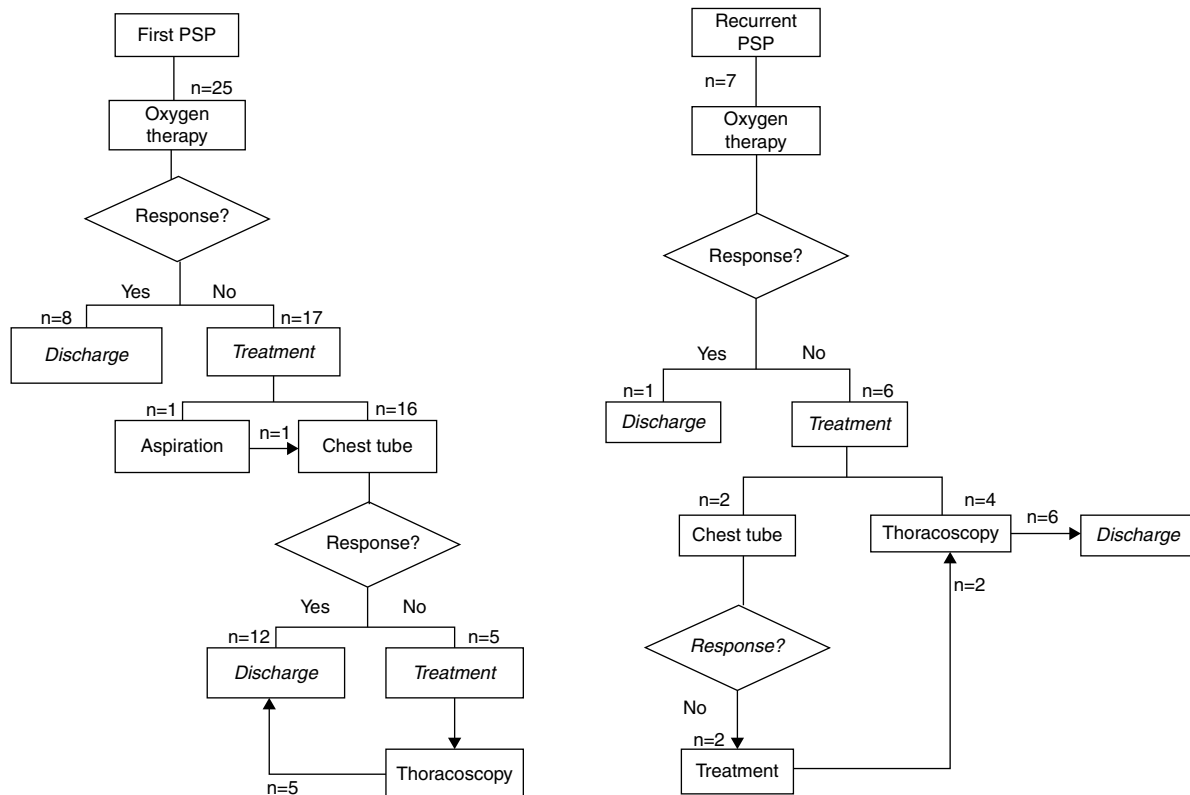 First PSP
n=25
Oxygen
therapy
Response?
Yes
No
n=8
n=17
Discharge
Treatment
n=1
n=16
Aspiration
n=1
Chest tube
Response?
Yes
No
n=12
n=5
Discharge
Treatment
Thoracoscopy
n=5
Recurrent
PSP
n=7
Oxygen
therapy
Response?
Yes
No
n=1
n=6
Discharge
Treatment
n=2
n=4
Chest tube
Thoracoscopy
n=6
Discharge
n=2
Response?
No
n=2
Treatment